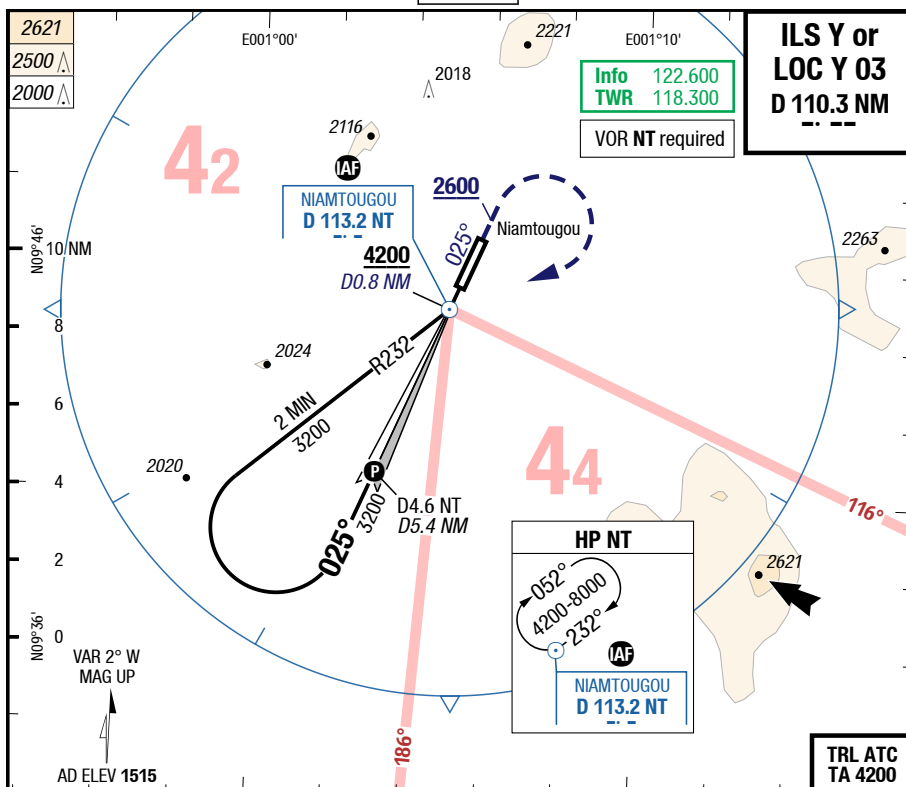 2621
2500
2000
E001°00'
2221
E001°10'
ILS Y or
LOC Y 03
D 110.3 NM
2018
Info 122.600
TWR 118.300
VOR NT required
2116
42
IAF
NIAMTOUGOU
D 113.2 NT
2600
Niamtougou
025°
N09°46'
10 NM
4200
D0.8 NM
2263
8
2024
R232
6
2 MIN
3200
2020
4
P
44
D4.6 NT
D5.4 NM
3200
025°
116°
2
HP NT
052°
4200-8000
232°
IAF
NIAMTOUGOU
D 113.2 NT
2621
N09°36'
0
VAR 2° W
MAG UP
186°
AD ELEV 1515
TRL ATC
TA 4200